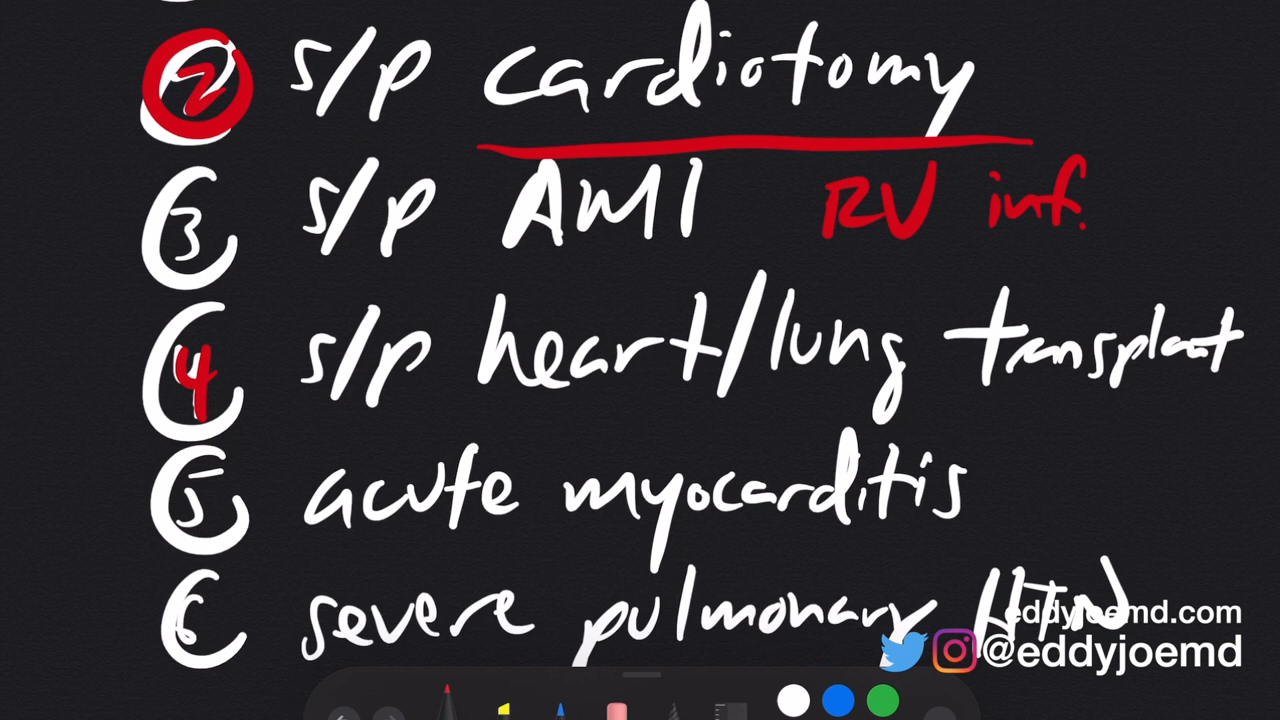 2 s/p cardiotomy
3 s/p AMI RV inf.
4 s/p heart/lung transplant
5 acute myocarditis
6 severe pulmonary HTN
eddyjoemd.com
@eddyjoemd